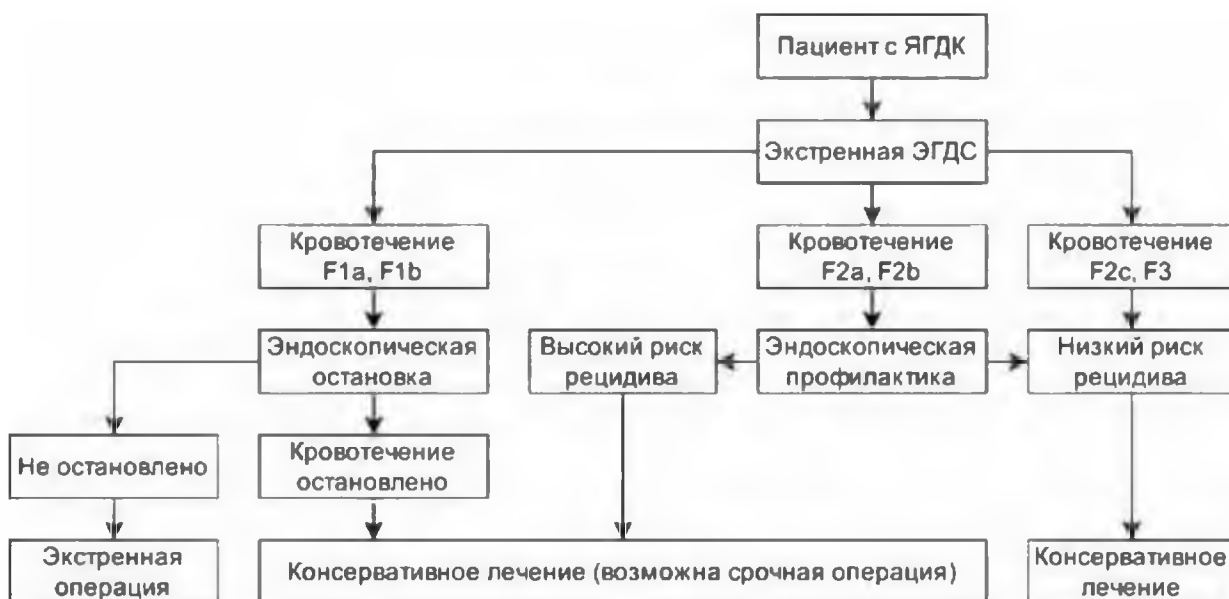 Пациент с ЯГДК
Экстренная ЭГДС
Кровотечение
F1a, F1b
Кровотечение
F2a, F2b
Кровотечение
F2c, F3
Эндоскопическая
остановка
Высокий риск
рецидива
Эндоскопическая
профилактика
Низкий риск
рецидива
Не остановлено
Кровотечение
остановлено
Экстренная
операция
Консервативное лечение (возможна срочная операция)
Консервативное
лечение